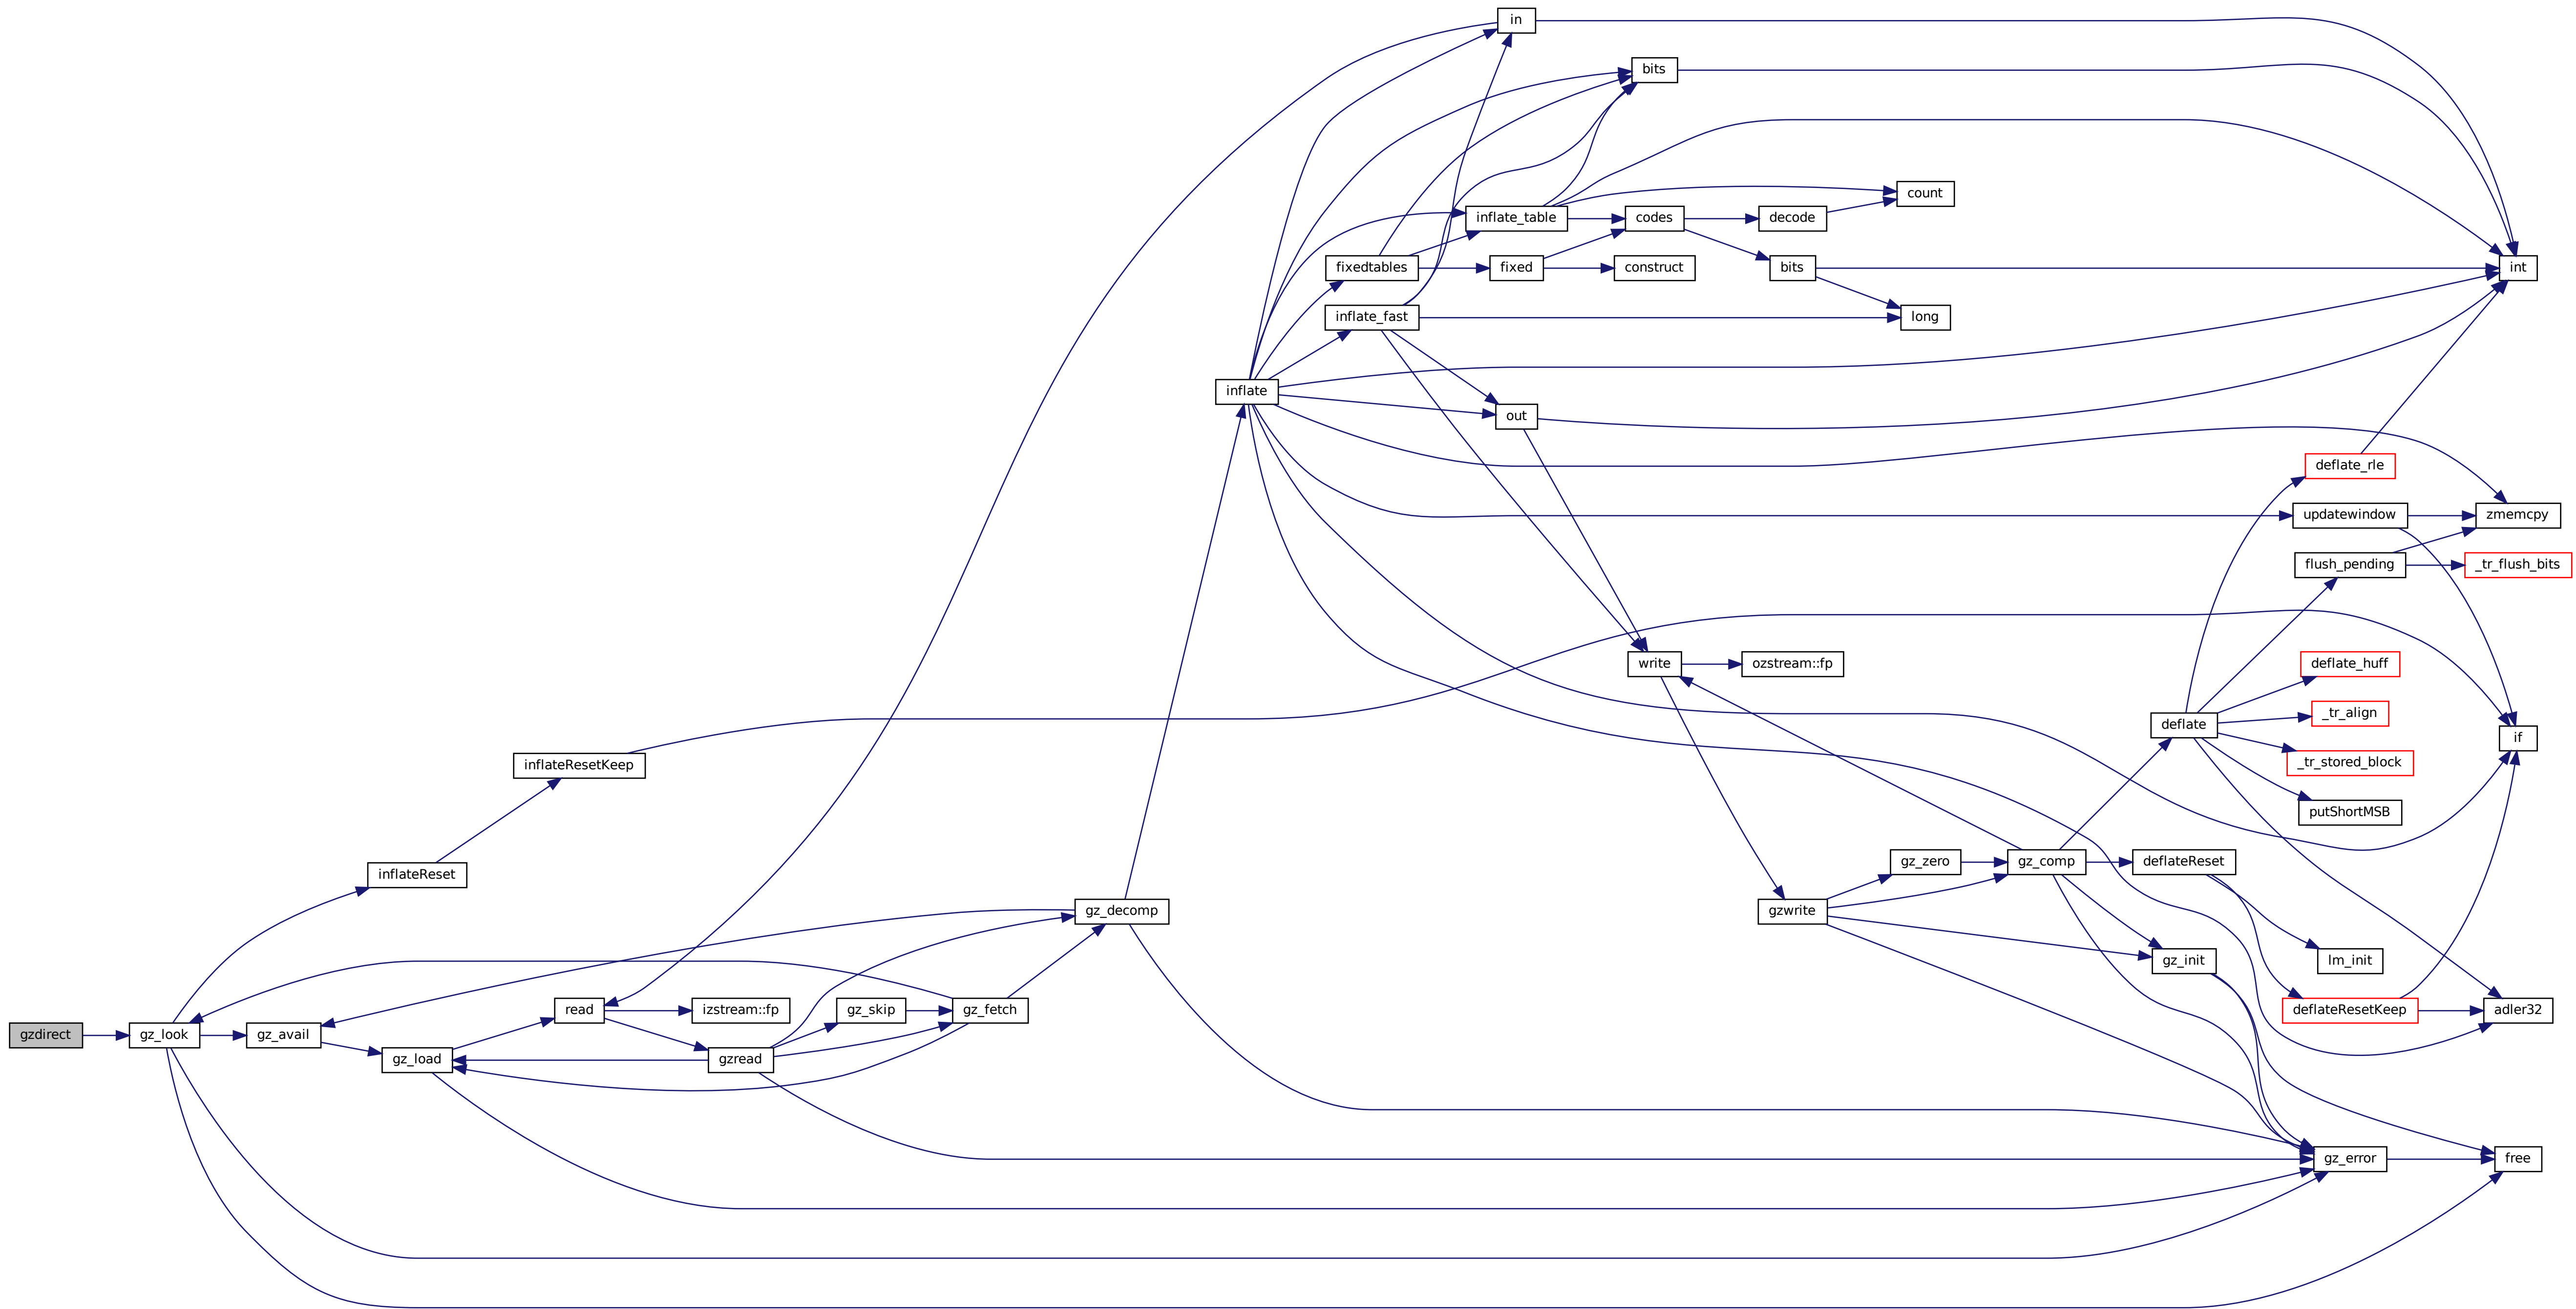 in
bits
count
inflate_table
codes
decode
fixedtables
fixed
construct
bits
int
inflate_fast
long
inflate
out
deflate_rle
updatewindow
zmemcpy
flush_pending
_tr_flush_bits
write
ozstream::fp
deflate_huff
_tr_align
deflate
if
inflateResetKeep
_tr_stored_block
putShortMSB
gz_zero
gz_comp
deflateReset
inflateReset
gz_decomp
gzwrite
gz_init
lm_init
read
izstream::fp
gz_skip
gz_fetch
deflateResetKeep
adler32
gzdirect
gz_look
gz_avail
gz_load
gzread
gz_error
free